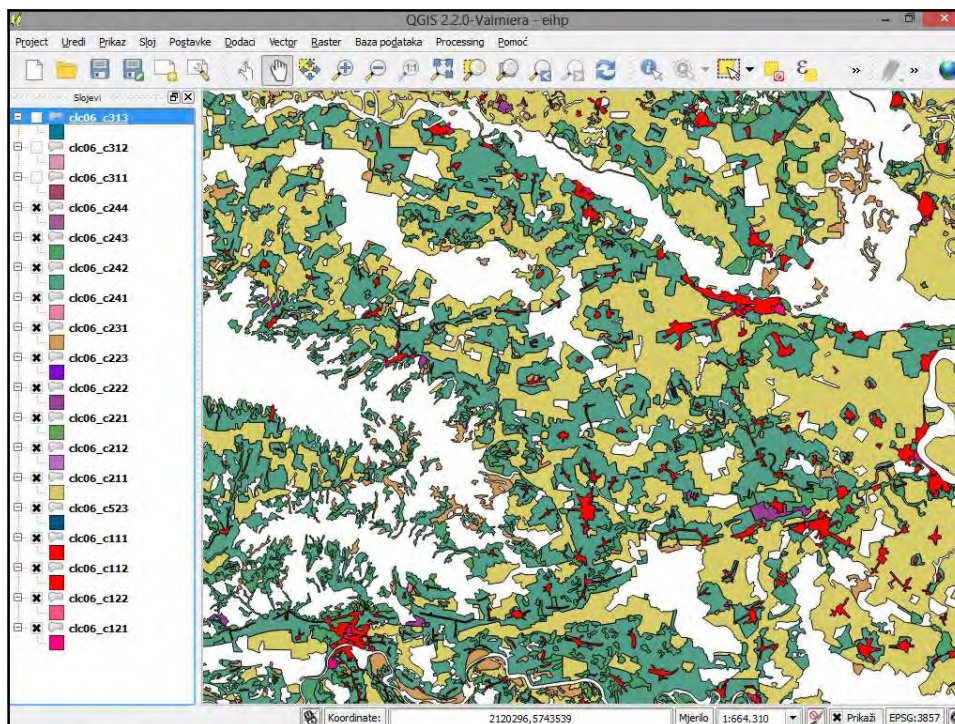 QGIS 2.2.0-Valmiera - eihp
Project Uredi Prikaz Sloj Postavke Dodaci Vector Raster Baza podataka Processing Pomoć
Slojevi
clc06_c313
clc06_c312
clc06_c311
clc06_c244
clc06_c243
clc06_c242
clc06_c241
clc06_c231
clc06_c223
clc06_c222
clc06_c221
clc06_c212
clc06_c211
clc06_c523
clc06_c111
clc06_c112
clc06_c122
clc06_c121
Koordinate: 2120296,5743539 Mjerilo 1:664.310 Prikaži EPSG:3857